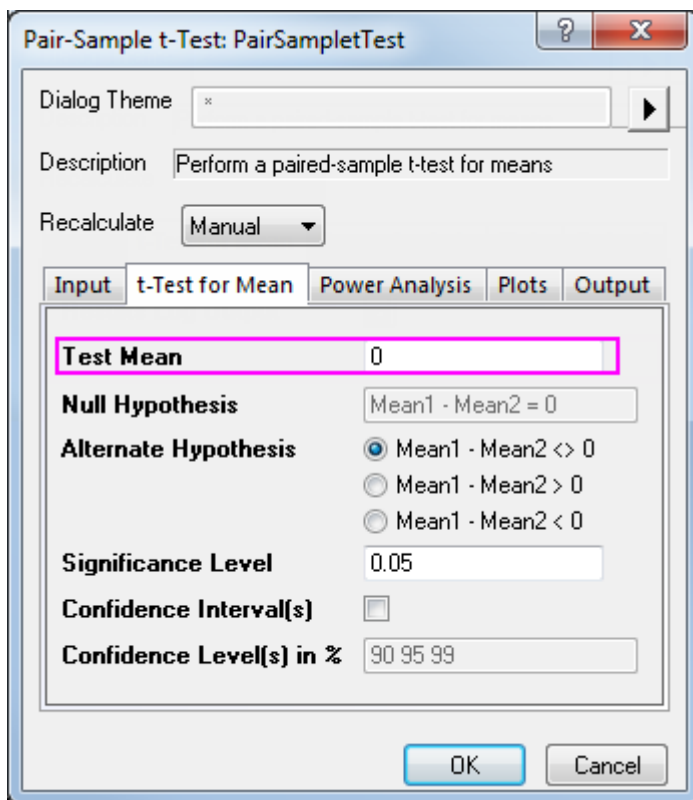 Pair-Sample t-Test: PairSampletTest
Dialog Theme *
Description Perform a paired-sample t-test for means
Recalculate Manual
Input t-Test for Mean Power Analysis Plots Output
Test Mean 0
Null Hypothesis Mean1 - Mean2 = 0
Alternate Hypothesis Mean1 - Mean2 <> 0
Mean1 - Mean2 > 0
Mean1 - Mean2 < 0
Significance Level 0.05
Confidence Interval(s)
Confidence Level(s) in % 90 95 99
OK Cancel